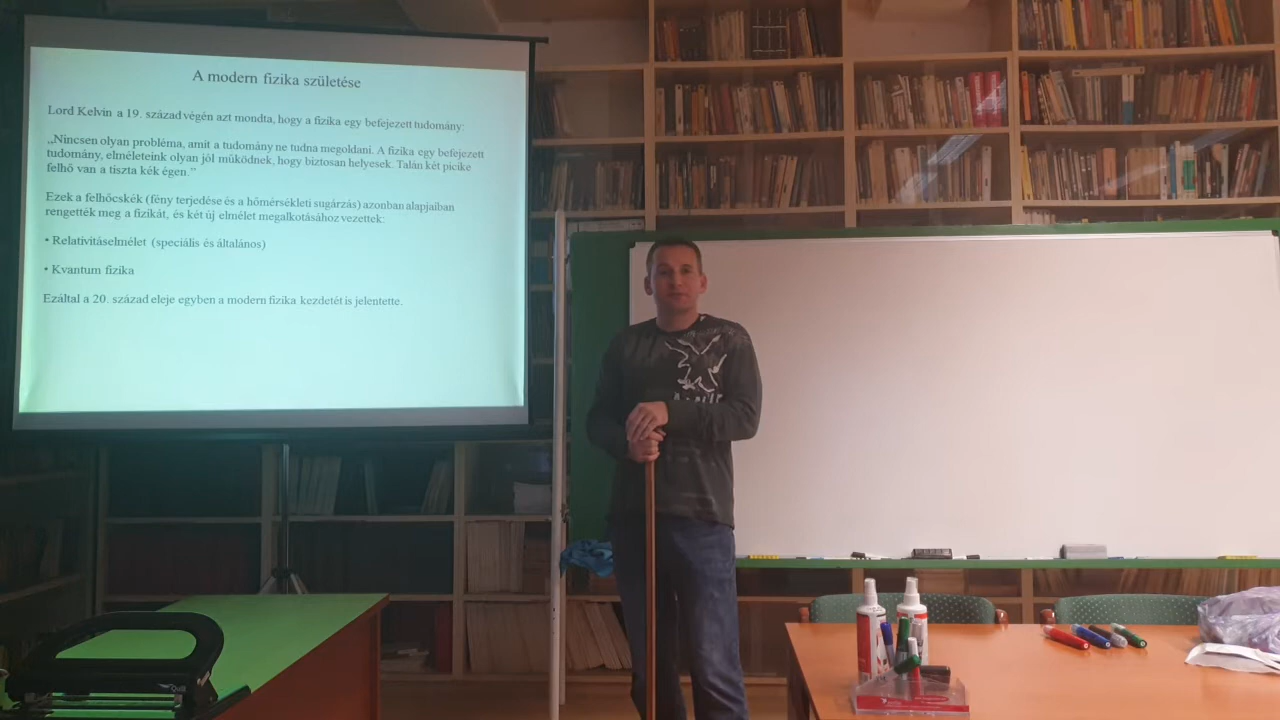 A modern fizika születése
Lord Kelvin a 19. század végén azt mondta, hogy a fizika egy befejezett tudomány:
„Nincsen olyan probléma, amit a tudomány ne tudna megoldani. A fizika egy befejezett
tudomány, elméleteink olyan jól működnek, hogy biztosan helyesek. Talán két picike
felhő van a tiszta kék égen.”
Ezek a felhőcskék (fény terjedése és a hőmérsékleti sugárzás) azonban alapjaiban
rengették meg a fizikát, és két új elmélet megalkotásához vezettek:
• Relativitáselmélet (speciális és általános)
• Kvantum fizika
Ezáltal a 20. század eleje egyben a modern fizika kezdetét is jelentette.